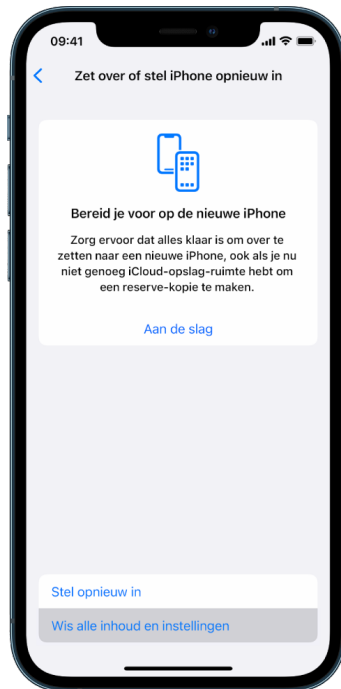 09:41
Zet over of stel iPhone opnieuw in
Bereid je voor op de nieuwe iPhone
Zorg ervoor dat alles klaar is om over te
zetten naar een nieuwe iPhone, ook als je nu
niet genoeg iCloud-opslag-ruimte hebt om
een reserve-kopie te maken.
Aan de slag
Stel opnieuw in
Wis alle inhoud en instellingen